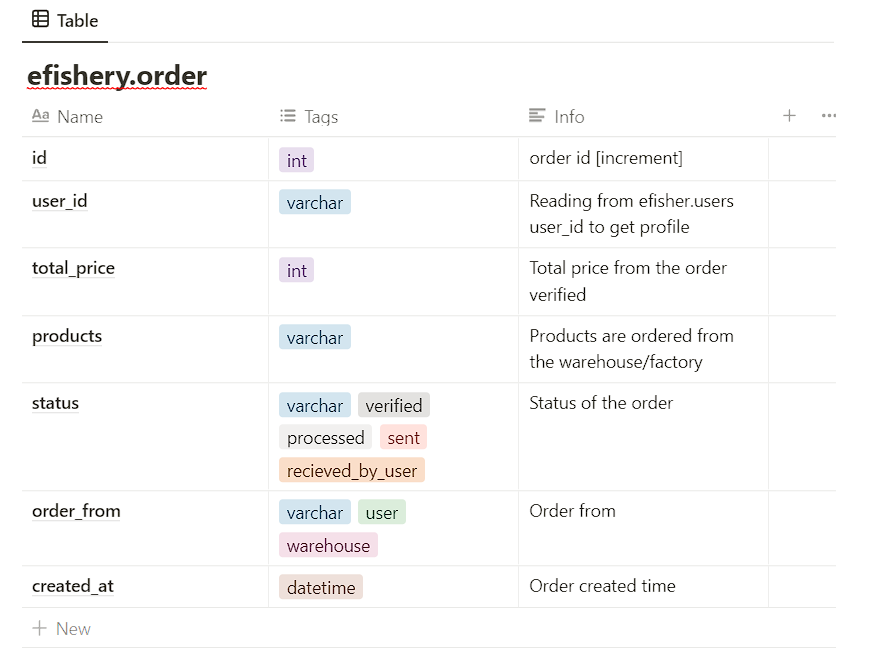 Table
efishery.order
Aa Name Tags Info
id int order id [increment]
user_id varchar Reading from efisher.users
user_id to get profile
total_price int Total price from the order
verified
products varchar Products are ordered from
the warehouse/factory
status varchar verified Status of the order
processed sent
recieved_by_user
order_from varchar user Order from
warehouse
created_at datetime Order created time
+ New